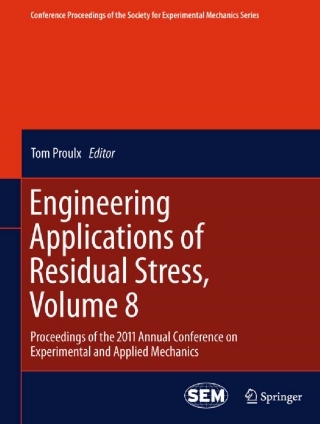 Conference Proceedings of the Society for Experimental Mechanics Series
Tom Proulx Editor
Engineering
Applications of
Residual Stress,
Volume 8
Proceedings of the 2011 Annual Conference on
Experimental and Applied Mechanics
SEM
Springer